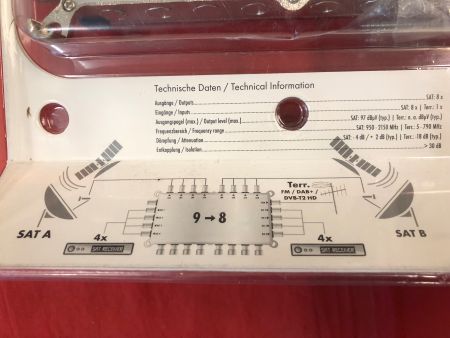 Technische Daten / Technical Information
Ausgänge / Outputs SAT: 8 x
Eingänge / Inputs SAT: 8 x | Terr.: 1 x
Ausgangspegel (max.) / Output level (max.) SAT: 97 dBµV (typ.) | Terr.: n. a. dBµV (typ.)
Frequenzbereich / Frequency range SAT: 950 - 2150 MHz | Terr.: 5 - 790 MHz
Dämpfung / Attenuation SAT: - 4 dB / + 2 dB (typ.) | Terr.: 18 dB (typ.)
Entkopplung / Isolation > 30 dB
Terr.
FM / DAB+ /
DVB-T2 HD
9→8
SAT A
SAT B
4x
4x
SAT RECEIVER
SAT RECEIVER